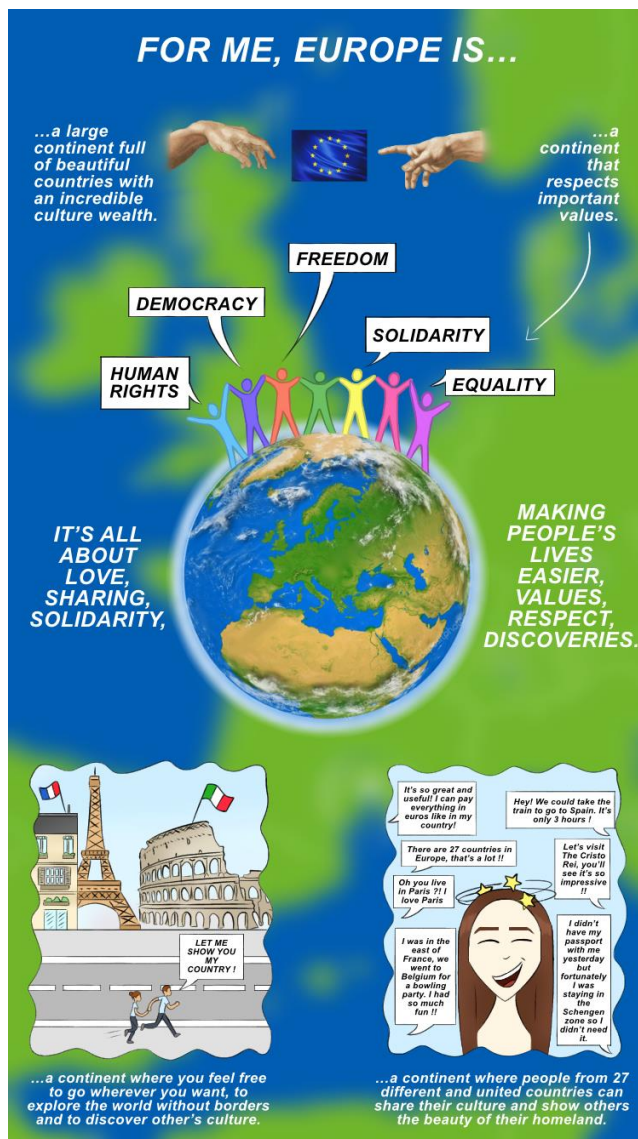 FOR ME, EUROPE IS...
...a large
continent full
of beautiful
countries with
an incredible
culture wealth.
...a
continent
that
respects
important
values.
FREEDOM
DEMOCRACY
SOLIDARITY
HUMAN
RIGHTS
EQUALITY
IT'S ALL
ABOUT
LOVE,
SHARING,
SOLIDARITY,
MAKING
PEOPLE'S
LIVES
EASIER,
VALUES,
RESPECT,
DISCOVERIES.
LET ME
SHOW YOU
MY
COUNTRY !
...a continent where you feel free
to go wherever you want, to
explore the world without borders
and to discover other's culture.
It's so great and
useful! I can pay
everything in
euros like in my
country!
Hey! We could take the
train to go to Spain. It's
only 3 hours !
There are 27 countries in
Europe, that's a lot !!
Let's visit
The Cristo
Rei, you'll
see it's so
impressive
!!
Oh you live
in Paris ?! I
love Paris
I was in the
east of
France, we
went to
Belgium for
a bowling
party. I had
so much
fun !!
I didn't
have my
passport
with me
yesterday
but
fortunately
I was
staying in
the
Schengen
zone so I
didn't need
it.
...a continent where people from 27
different and united countries can
share their culture and show others
the beauty of their homeland.